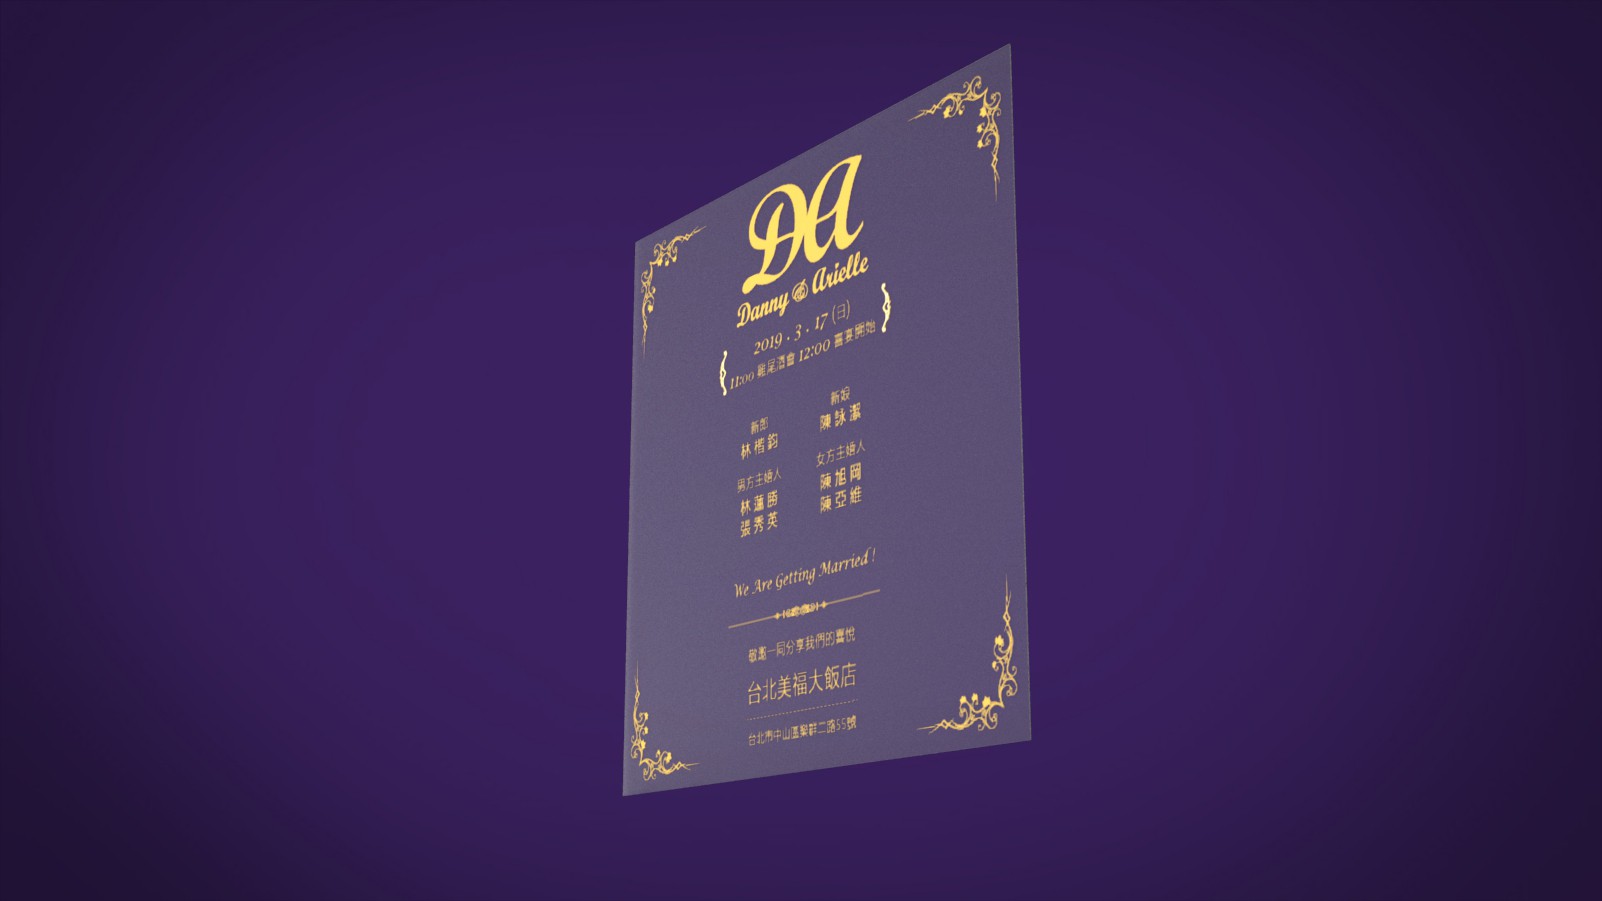 DA
Danny & Arielle
2019 . 3 . 17 (日)
11:00 雞尾酒會 12:00 喜宴開始
新郎
林楷鈞
新娘
陳詠潔
男方主婚人
林蓮勝
張秀英
女方主婚人
陳旭岡
陳亞維
We Are Getting Married !
敬邀一同分享我們的喜悅
台北美福大飯店
台北市中山區樂群二路55號